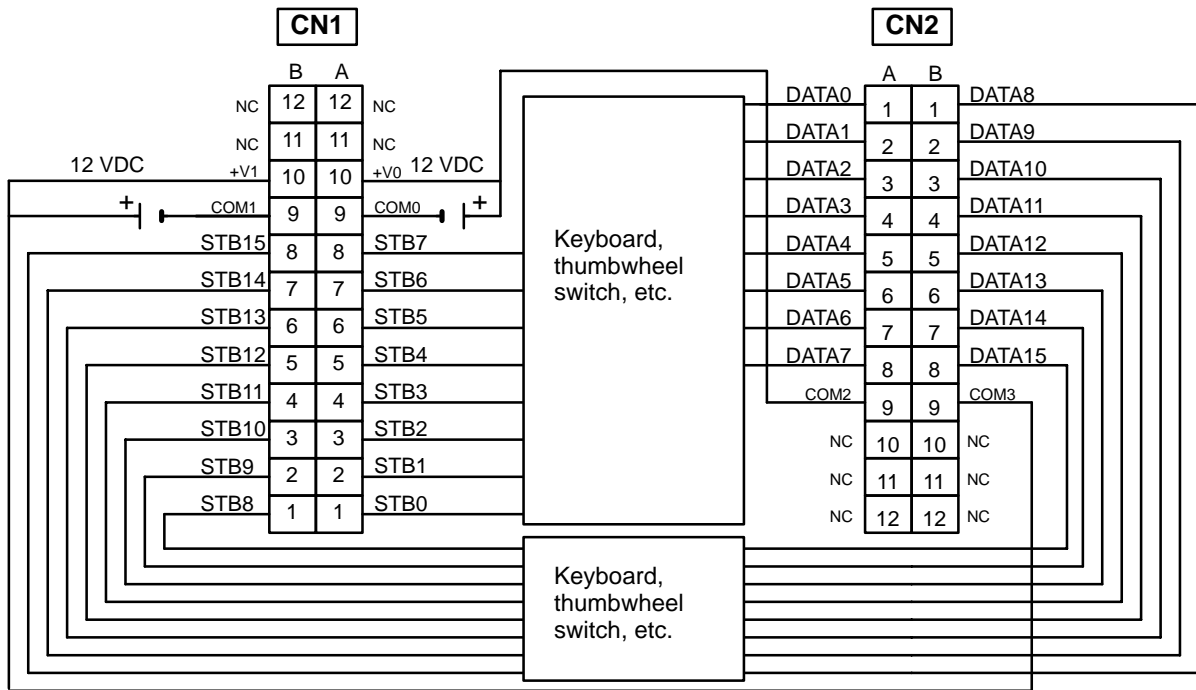 CN1 CN2
B A A B
NC 12 12 NC DATA0 1 1 DATA8
NC 11 11 NC DATA1 2 2 DATA9
12 VDC +V1 10 10 +V0 12 VDC DATA2 3 3 DATA10
+ COM1 9 9 COM0 + DATA3 4 4 DATA11
STB15 8 8 STB7 DATA4 5 5 DATA12
STB14 7 7 STB6 DATA5 6 6 DATA13
STB13 6 6 STB5 DATA6 7 7 DATA14
STB12 5 5 STB4 DATA7 8 8 DATA15
STB11 4 4 STB3 COM2 9 9 COM3
STB10 3 3 STB2 NC 10 10 NC
STB9 2 2 STB1 NC 11 11 NC
STB8 1 1 STB0 NC 12 12 NC
Keyboard,
thumbwheel
switch, etc.
Keyboard,
thumbwheel
switch, etc.